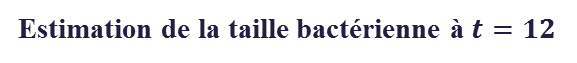 Estimation de la taille bactérienne à t = 12